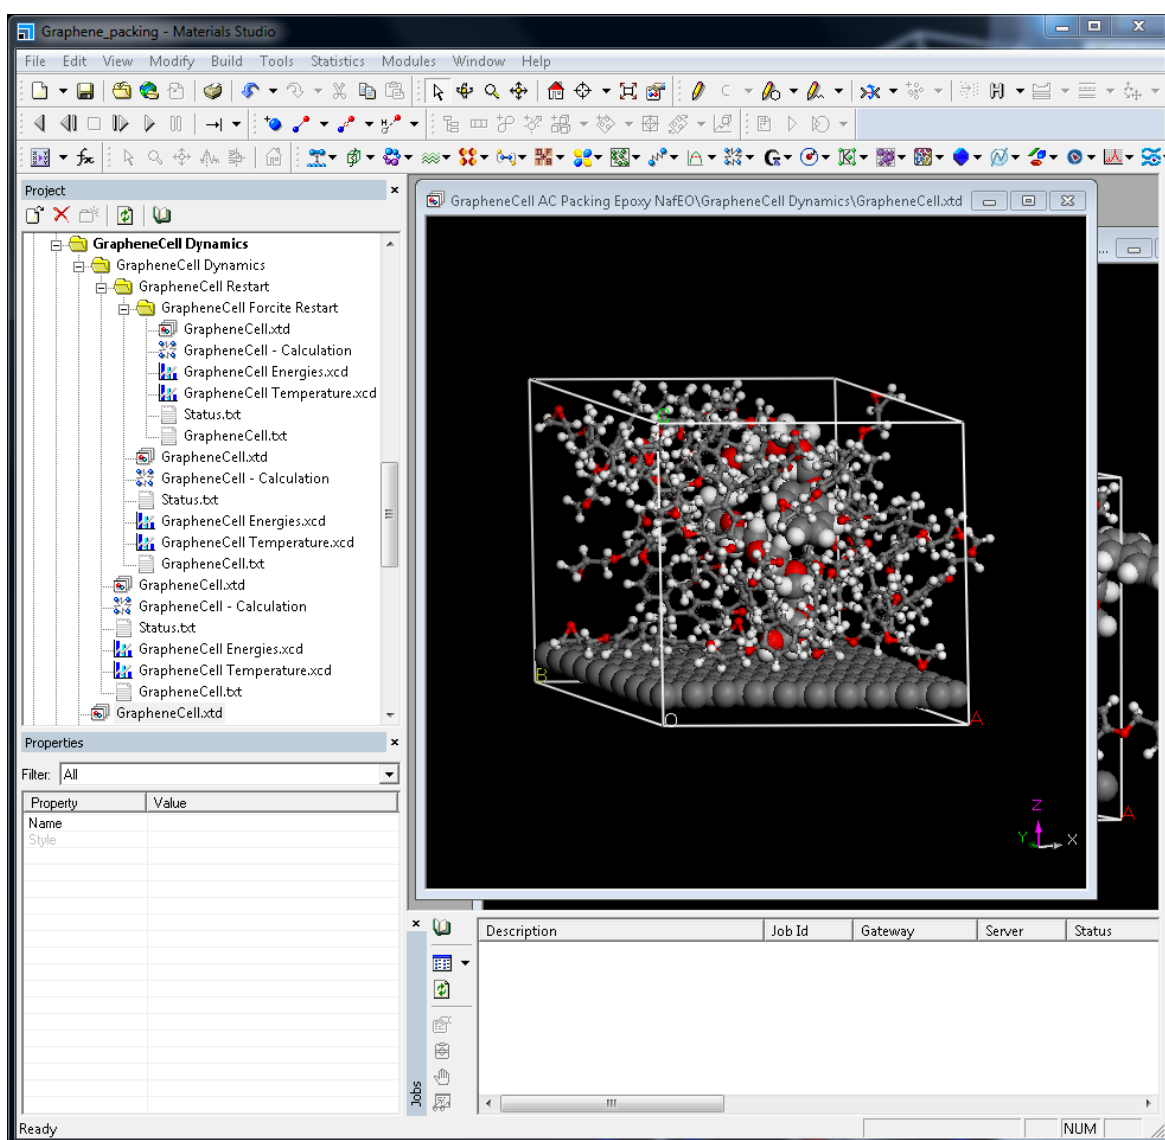 Graphene_packing - Materials Studio
File Edit View Modify Build Tools Statistics Modules Window Help
Project
GrapheneCell Dynamics
GrapheneCell Dynamics
GrapheneCell Restart
GrapheneCell Forcite Restart
GrapheneCell.xtd
GrapheneCell - Calculation
GrapheneCell Energies.xcd
GrapheneCell Temperature.xcd
Status.txt
GrapheneCell.txt
GrapheneCell.xtd
GrapheneCell - Calculation
Status.txt
GrapheneCell Energies.xcd
GrapheneCell Temperature.xcd
GrapheneCell.txt
GrapheneCell.xtd
GrapheneCell - Calculation
Status.txt
GrapheneCell Energies.xcd
GrapheneCell Temperature.xcd
GrapheneCell.txt
GrapheneCell.xtd
Properties
Filter: All
Property Value
Name
Style
GrapheneCell AC Packing Epoxy NafEO\GrapheneCell Dynamics\GrapheneCell.xtd
...
C
B
O
A
A
Z
Y
X
Description Job Id Gateway Server Status
Jobs
Ready
NUM